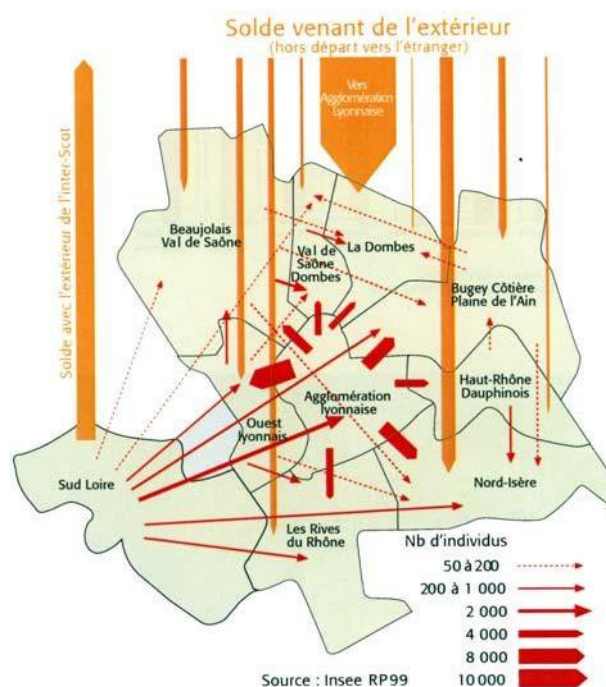 Solde venant de l'extérieur
(hors départ vers l'étranger)
Vers
Agglomération
Lyonnaise
Solde avec l'extérieur de l'inter-Scot
Beaujolais
Val de Saône
Val de
Saône
Dombes
La Dombes
Bugey Côtière
Plaine de l'Ain
Haut-Rhône
Dauphinois
Agglomération
lyonnaise
Ouest
lyonnais
Sud Loire
Nord-Isère
Les Rives
du Rhône
Nb d'individus
50 à 200
200 à 1 000
2 000
4 000
8 000
10 000
Source : Insee RP99